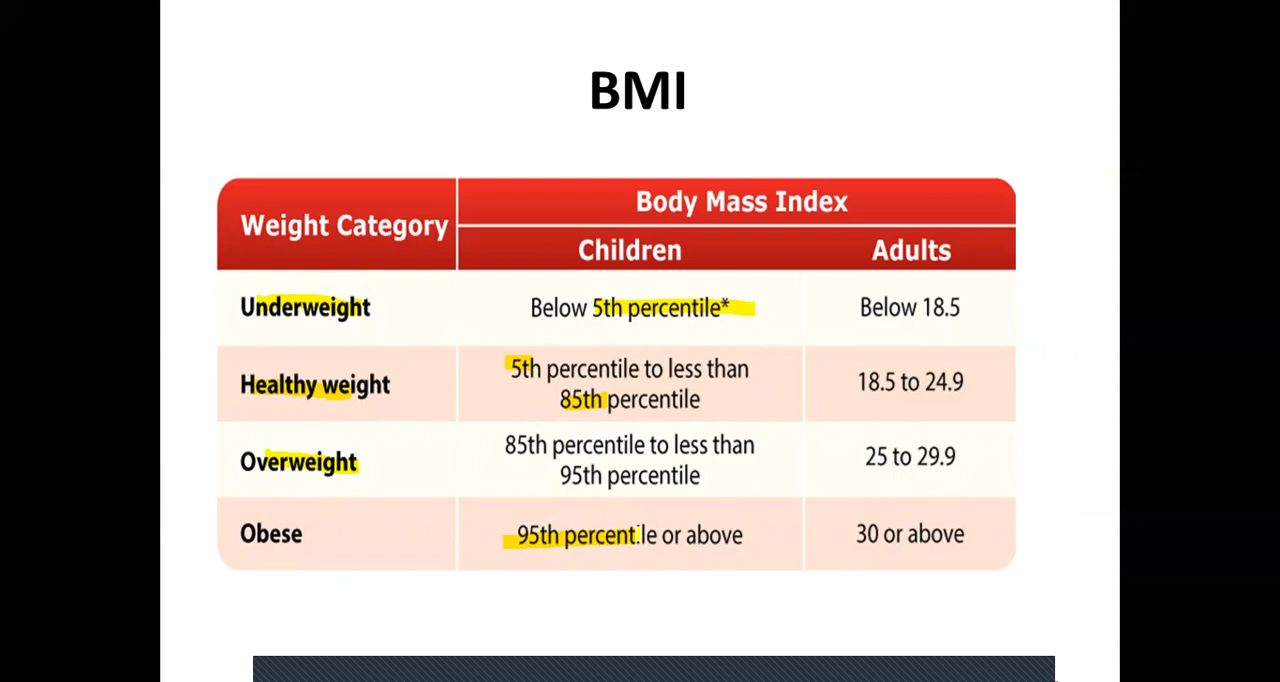 BMI
Weight Category
Body Mass Index
Children
Adults
Underweight
Below 5th percentile*
Below 18.5
Healthy weight
5th percentile to less than
85th percentile
18.5 to 24.9
Overweight
85th percentile to less than
95th percentile
25 to 29.9
Obese
95th percentile or above
30 or above